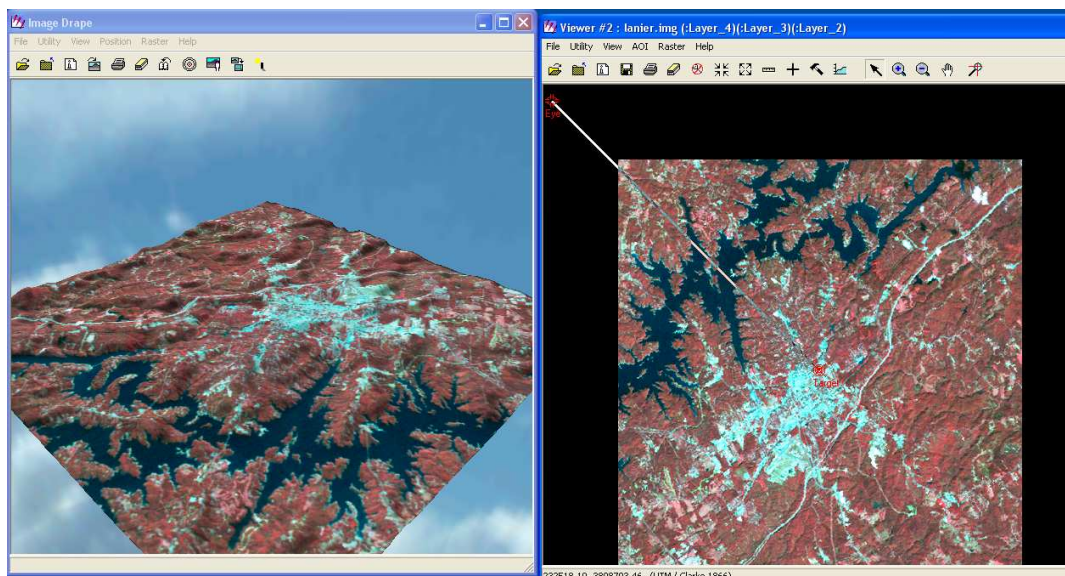 Image Drape
File Utility View Position Raster Help
Viewer #2 : lanier.img (:Layer_4)(:Layer_3)(:Layer_2)
File Utility View AOI Raster Help
Eye
Target
(UTM / Clarke 1866)